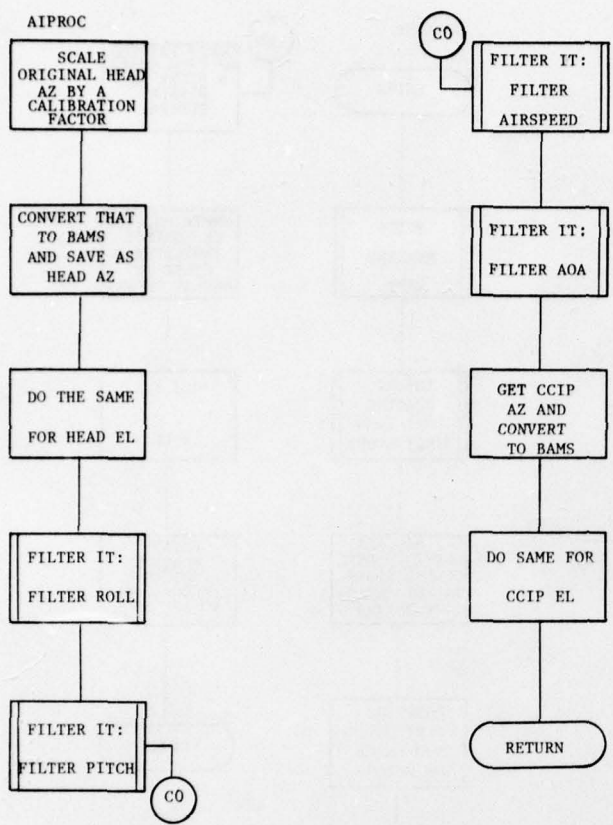 AIPROC
SCALE
ORIGINAL HEAD
AZ BY A
CALIBRATION
FACTOR
CONVERT THAT
TO BAMS
AND SAVE AS
HEAD AZ
DO THE SAME
FOR HEAD EL
FILTER IT:
FILTER ROLL
FILTER IT:
FILTER PITCH
CO
CO
FILTER IT:
FILTER
AIRSPEED
FILTER IT:
FILTER AOA
GET CCIP
AZ AND
CONVERT
TO BAMS
DO SAME FOR
CCIP EL
RETURN